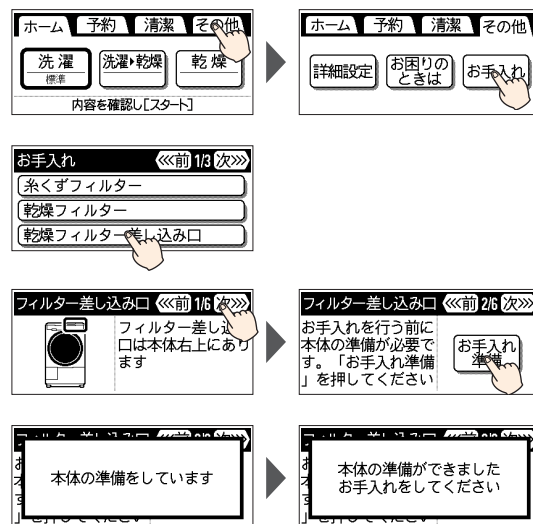 ホーム 予約 清潔 その他
洗濯 標準
洗濯▸乾燥
乾燥
内容を確認し[スタート]
ホーム 予約 清潔 その他
詳細設定
お困りの
ときは
お手入れ
お手入れ 前 1/3 次
糸くずフィルター
乾燥フィルター
乾燥フィルター差し込み口
フィルター差し込み口 前 1/6 次
フィルター差し込み
口は本体右上にあり
ます
フィルター差し込み口 前 2/6 次
お手入れを行う前に
本体の準備が必要で
す。「お手入れ準備
」を押してください
お手入れ
準備
本体の準備をしています
本体の準備ができました
お手入れをしてください